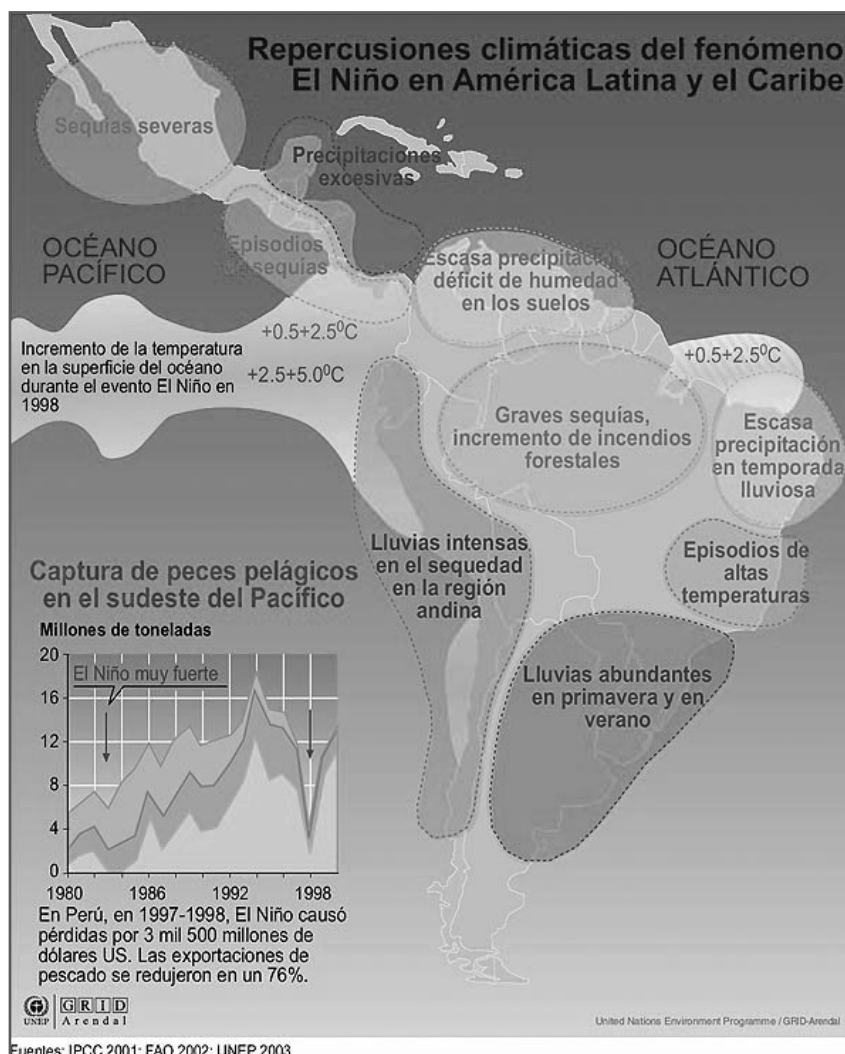 Repercusiones climáticas del fenómeno
El Niño en América Latina y el Caribe
Sequías severas
Precipitaciones
excesivas
OCÉANO
PACÍFICO
Episodios
de sequías
Escasa precipitación,
déficit de humedad
en los suelos
OCÉANO
ATLÁNTICO
+0.5+2.5⁰C
+2.5+5.0⁰C
Incremento de la temperatura
en la superficie del océano
durante el evento El Niño en
1998
+0.5+2.5⁰C
Graves sequías,
incremento de incendios
forestales
Escasa
precipitación
en temporada
lluviosa
Lluvias intensas
en el sequedad
en la región
andina
Episodios de
altas
temperaturas
Lluvias abundantes
en primavera y en
verano
Captura de peces pelágicos
en el sudeste del Pacífico
Millones de toneladas
El Niño muy fuerte
20
16
12
8
4
0
1980 1986 1992 1998
En Perú, en 1997-1998, El Niño causó
pérdidas por 3 mil 500 millones de
dólares US. Las exportaciones de
pescado se redujeron en un 76%.
UNEP
GRID
Arendal
United Nations Environment Programme / GRID-Arendal
Fuentes: IPCC 2001; FAO 2002; UNEP 2003